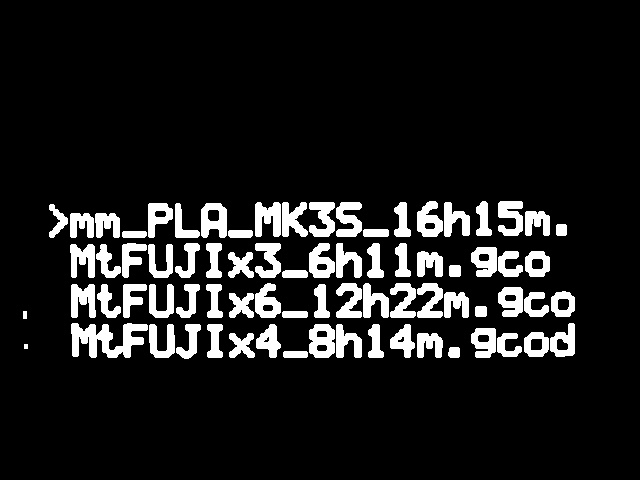 >mm_PLA_MK3S_16h15m.
MtFUJIx3_6h11m.gco
MtFUJIx6_12h22m.gco
MtFUJIx4_8h14m.gcod